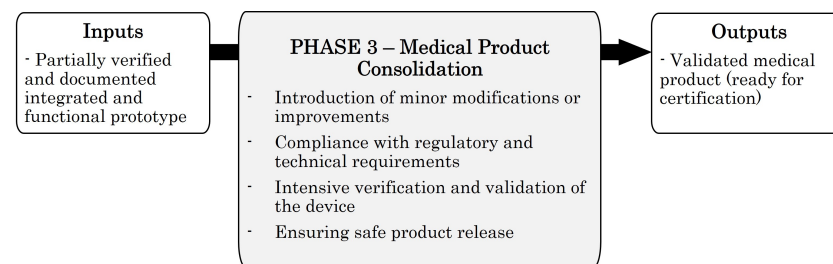 Inputs
- Partially verified
and documented
integrated and
functional prototype
PHASE 3 – Medical Product
Consolidation
- Introduction of minor modifications or
improvements
- Compliance with regulatory and
technical requirements
- Intensive verification and validation of
the device
- Ensuring safe product release
Outputs
- Validated medical
product (ready for
certification)